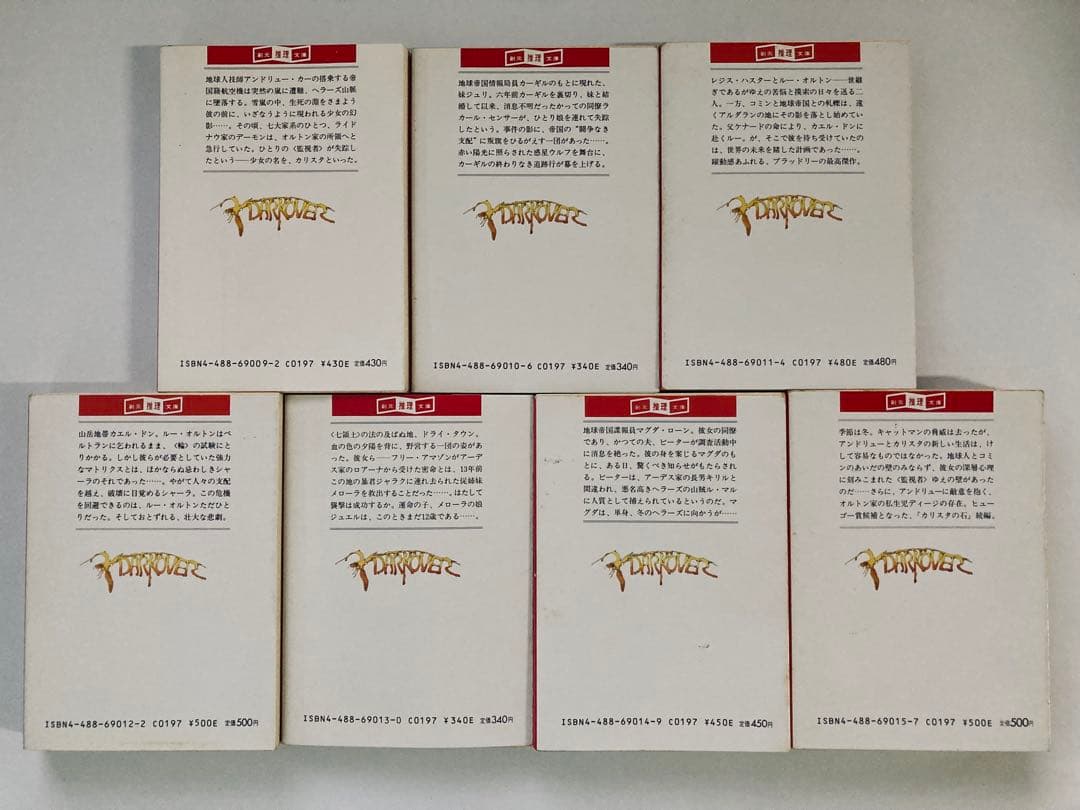 創元 推理 文庫
地球人技師アンドリュー・カーの搭乗する帝
国籍航空機は突然の嵐に遭遇、ヘラーズ山脈
に墜落する。雪嵐の中、生死の淵をさまよう
彼の前に、いざなうように現われる少女の幻
影……。その頃、七大家系のひとつ、ライド
ナウ家のデーモンは、オルトン家の所領へと
急行していた。ひとりの〈監視者〉が失踪し
たという――少女の名を、カリスタといった。
DARKOVER
ISBN4-488-69009-2 C0197 ¥430E 定価430円
創元 推理 文庫
地球帝国情報局員カーギルのもとに現れた、
妹ジュリ。六年前カーギルを裏切り、妹と結
婚して以来、消息不明だったかつての同僚ラ
カール・センサーが、ひとり娘を連れて失踪
したという。事件の影に、帝国の“闘争なき
支配”に叛旗をひるがえす一団があった……。
赤い陽光に照らされた惑星ウルフを舞台に、
カーギルの終わりなき追跡行が幕を上げる。
DARKOVER
ISBN4-488-69010-6 C0197 ¥340E 定価340円
創元 推理 文庫
レジス・ハスターとルー・オルトン――世継
ぎであるがゆえの苦悩と摸索の日々を送る二
人。一方、コミンと地球帝国との軋轢は、遠
くアルダランの地にその影を落とし始めてい
た。父ケナードの命により、カエル・ドンに
赴くルー。が、そこで彼を待ち受けていたの
は、世界の未来を賭した計画であった……。
躍動感あふれる、ブラッドリーの最高傑作。
DARKOVER
ISBN4-488-69011-4 C0197 ¥480E 定価480円
創元 推理 文庫
山岳地帯カエル・ドン。ルー・オルトンはベ
ルトランに乞われるまま、〈輪〉の試験にと
りかかる。しかし彼らが必要としていた強力
なマトリクスとは、ほかならぬ忌わしきシャ
ーラのそれであった……。やがて人々の支配
を越え、破壊に目覚めるシャーラ。この危機
を回避できるのは、ルー・オルトンただひと
りだった。そしておとずれる、壮大な悲劇。
DARKOVER
ISBN4-488-69012-2 C0197 ¥500E 定価500円
創元 推理 文庫
〈七領土〉の法の及ばぬ地、ドライ・タウン。
血の色の夕陽を背に、野営する一団の姿があ
った。彼女ら――フリー・アマゾンがアーデ
ス家のロアーナから受けた密命とは、13年前
この地の暴君ジャラクに連れ去られた従姉妹
メローラを救出することだった……。はたして
襲撃は成功するか。運命の子、メローラの娘
ジュエルは、このときまだ12歳である……。
DARKOVER
ISBN4-488-69013-0 C0197 ¥340E 定価340円
創元 推理 文庫
地球帝国諜報員マグダ・ローン。彼女の同僚
であり、かつての夫、ピーターが調査活動中
に消息を絶った。彼の身を案じるマグダのも
とに、ある日、驚くべき知らせがもたらされ
る。ピーターは、アーデス家の長男キリルと
間違われ、悪名高きヘラーズの山賊ル・マル
に人質として捕えられているというのだ。マ
グダは、単身、冬のヘラーズに向かうが……
DARKOVER
ISBN4-488-69014-9 C0197 ¥450E 定価450円
創元 推理 文庫
季節は冬。キャットマンの脅威は去ったが、
アンドリューとカリスタの新しい生活は、け
して容易なものではなかった。地球人とコミ
ンのあいだの壁のみならず、彼女の深層心理
に刻みこまれた〈監視者〉ゆえの壁があった
のだ……さらに、アンドリューに敵意を抱く、
オルトン家の私生児ディージの存在。ヒュー
ゴー賞候補となった、『カリスタの石』続編。
DARKOVER
ISBN4-488-69015-7 C0197 ¥500E 定価500円